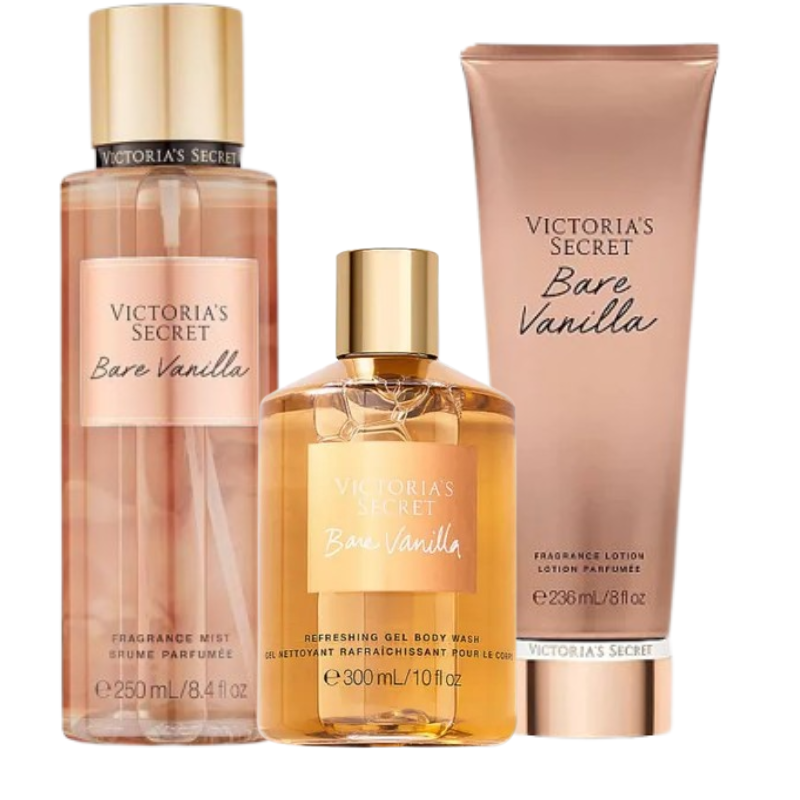 VICTORIA'S SECRET
VICTORIA'S
SECRET
Bare Vanilla
FRAGRANCE MIST
BRUME PARFUMÉE
℮250 mL/8.4 fl oz
VICTORIA'S
SECRET
Bare Vanilla
REFRESHING GEL BODY WASH
GEL NETTOYANT RAFRAÎCHISSANT POUR LE CORPS
℮300 mL/10 fl oz
VICTORIA'S
SECRET
Bare
Vanilla
FRAGRANCE LOTION
LOTION PARFUMÉE
℮236 mL/8 fl oz
VICTORIA'S SECRET